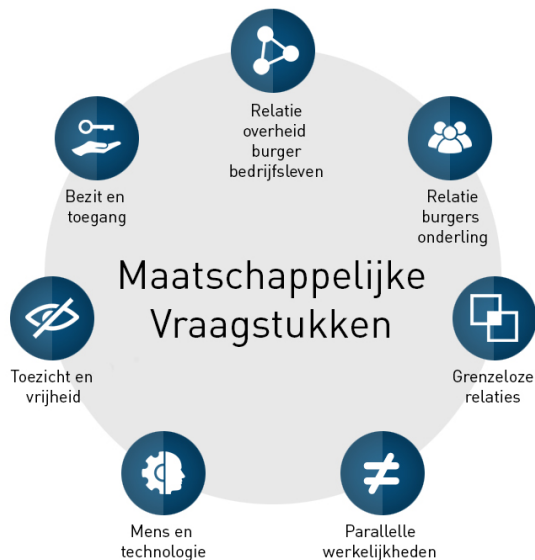 Relatie
overheid
burger
bedrijfsleven
Bezit en
toegang
Relatie
burgers
onderling
Maatschappelijke
Vraagstukken
Toezicht en
vrijheid
Grenzeloze
relaties
Mens en
technologie
Parallelle
werkelijkheden